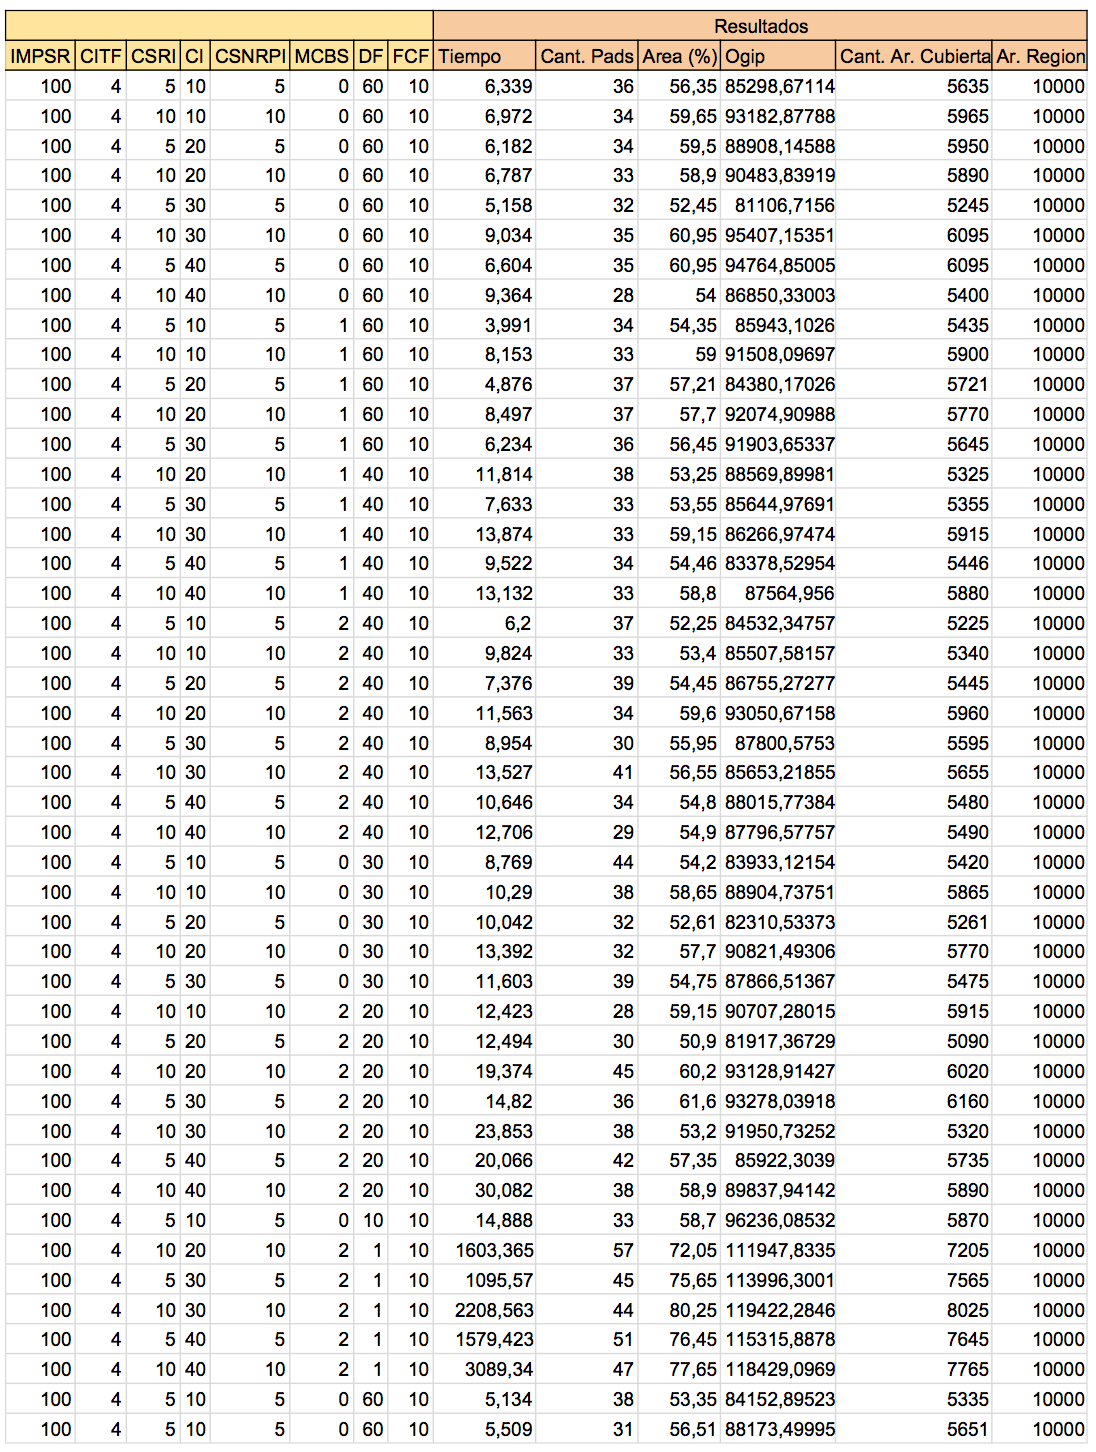 Resultados
IMPSR CITF CSRI CI CSNRPI MCBS DF FCF Tiempo Cant. Pads Area (%) Ogip Cant. Ar. Cubierta Ar. Region
100 4 5 10 5 0 60 10 6,339 36 56,35 85298,67114 5635 10000
100 4 10 10 10 0 60 10 6,972 34 59,65 93182,87788 5965 10000
100 4 5 20 5 0 60 10 6,182 34 59,5 88908,14588 5950 10000
100 4 10 20 10 0 60 10 6,787 33 58,9 90483,83919 5890 10000
100 4 5 30 5 0 60 10 5,158 32 52,45 81106,7156 5245 10000
100 4 10 30 10 0 60 10 9,034 35 60,95 95407,15351 6095 10000
100 4 5 40 5 0 60 10 6,604 35 60,95 94764,85005 6095 10000
100 4 10 40 10 0 60 10 9,364 28 54 86850,33003 5400 10000
100 4 5 10 5 1 60 10 3,991 34 54,35 85943,1026 5435 10000
100 4 10 10 10 1 60 10 8,153 33 59 91508,09697 5900 10000
100 4 5 20 5 1 60 10 4,876 37 57,21 84380,17026 5721 10000
100 4 10 20 10 1 60 10 8,497 37 57,7 92074,90988 5770 10000
100 4 5 30 5 1 60 10 6,234 36 56,45 91903,65337 5645 10000
100 4 10 20 10 1 40 10 11,814 38 53,25 88569,89981 5325 10000
100 4 5 30 5 1 40 10 7,633 33 53,55 85644,97691 5355 10000
100 4 10 30 10 1 40 10 13,874 33 59,15 86266,97474 5915 10000
100 4 5 40 5 1 40 10 9,522 34 54,46 83378,52954 5446 10000
100 4 10 40 10 1 40 10 13,132 33 58,8 87564,956 5880 10000
100 4 5 10 5 2 40 10 6,2 37 52,25 84532,34757 5225 10000
100 4 10 10 10 2 40 10 9,824 33 53,4 85507,58157 5340 10000
100 4 5 20 5 2 40 10 7,376 39 54,45 86755,27277 5445 10000
100 4 10 20 10 2 40 10 11,563 34 59,6 93050,67158 5960 10000
100 4 5 30 5 2 40 10 8,954 30 55,95 87800,5753 5595 10000
100 4 10 30 10 2 40 10 13,527 41 56,55 85653,21855 5655 10000
100 4 5 40 5 2 40 10 10,646 34 54,8 88015,77384 5480 10000
100 4 10 40 10 2 40 10 12,706 29 54,9 87796,57757 5490 10000
100 4 5 10 5 0 30 10 8,769 44 54,2 83933,12154 5420 10000
100 4 10 10 10 0 30 10 10,29 38 58,65 88904,73751 5865 10000
100 4 5 20 5 0 30 10 10,042 32 52,61 82310,53373 5261 10000
100 4 10 20 10 0 30 10 13,392 32 57,7 90821,49306 5770 10000
100 4 5 30 5 0 30 10 11,603 39 54,75 87866,51367 5475 10000
100 4 10 10 10 2 20 10 12,423 28 59,15 90707,28015 5915 10000
100 4 5 20 5 2 20 10 12,494 30 50,9 81917,36729 5090 10000
100 4 10 20 10 2 20 10 19,374 45 60,2 93128,91427 6020 10000
100 4 5 30 5 2 20 10 14,82 36 61,6 93278,03918 6160 10000
100 4 10 30 10 2 20 10 23,853 38 53,2 91950,73252 5320 10000
100 4 5 40 5 2 20 10 20,066 42 57,35 85922,3039 5735 10000
100 4 10 40 10 2 20 10 30,082 38 58,9 89837,94142 5890 10000
100 4 5 10 5 0 10 10 14,888 33 58,7 96236,08532 5870 10000
100 4 10 20 10 2 1 10 1603,365 57 72,05 111947,8335 7205 10000
100 4 5 30 5 2 1 10 1095,57 45 75,65 113996,3001 7565 10000
100 4 10 30 10 2 1 10 2208,563 44 80,25 119422,2846 8025 10000
100 4 5 40 5 2 1 10 1579,423 51 76,45 115315,8878 7645 10000
100 4 10 40 10 2 1 10 3089,34 47 77,65 118429,0969 7765 10000
100 4 5 10 5 0 60 10 5,134 38 53,35 84152,89523 5335 10000
100 4 5 10 5 0 60 10 5,509 31 56,51 88173,49995 5651 10000